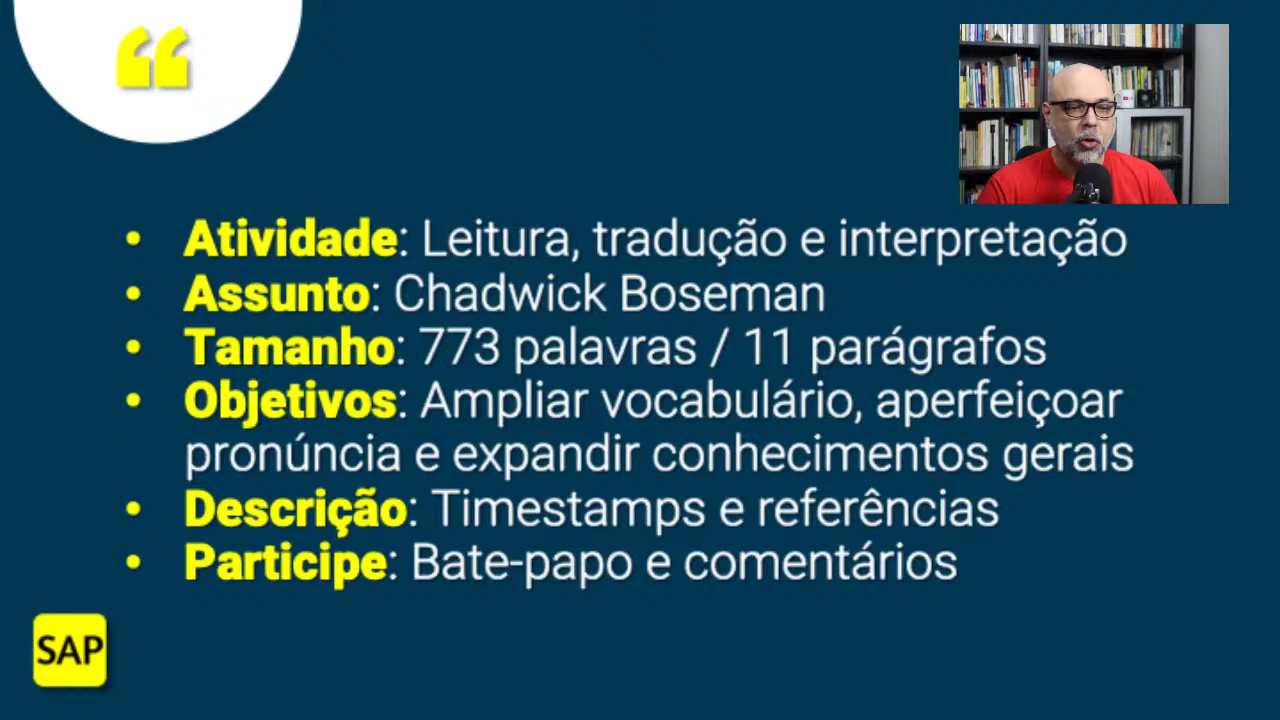 • Atividade: Leitura, tradução e interpretação
• Assunto: Chadwick Boseman
• Tamanho: 773 palavras / 11 parágrafos
• Objetivos: Ampliar vocabulário, aperfeiçoar
pronúncia e expandir conhecimentos gerais
• Descrição: Timestamps e referências
• Participe: Bate-papo e comentários
SAP